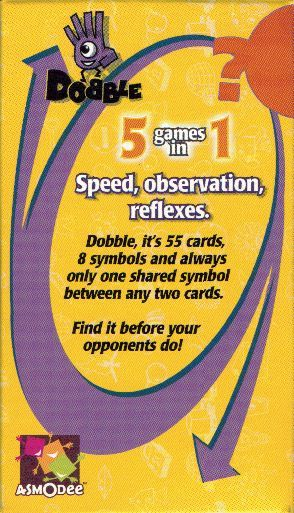 DOBBLE
?
5 games in 1
Speed, observation,
reflexes.
Dobble, it's 55 cards,
8 symbols and always
only one shared symbol
between any two cards.
Find it before your
opponents do!
ASMODEE